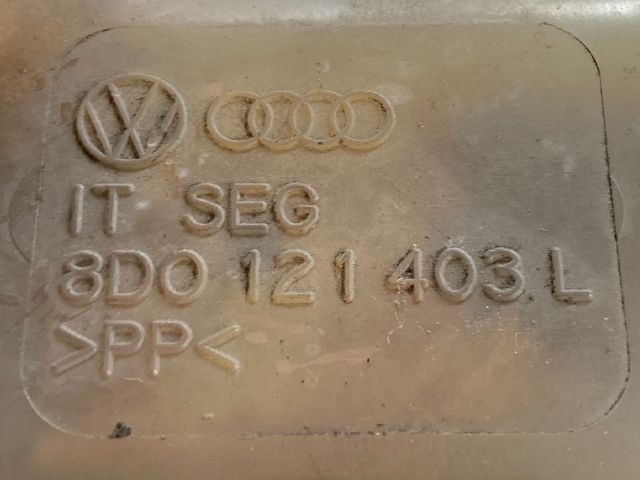 IT SEG
8D0 121 403 L
>PP<